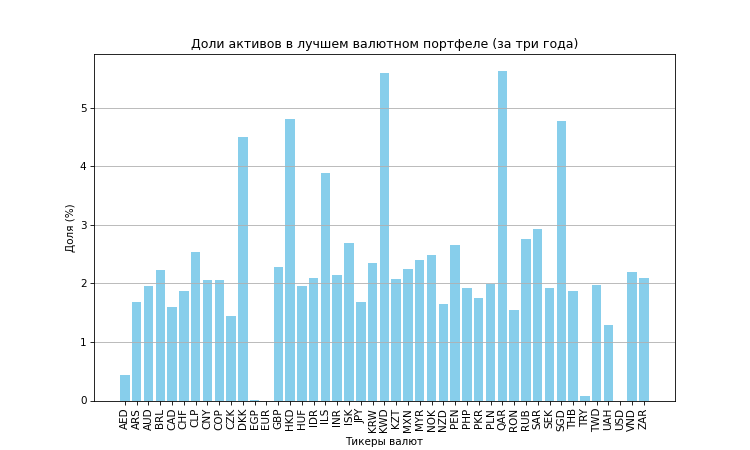 Доли активов в лучшем валютном портфеле (за три года)
Доля (%)
5
4
3
2
1
0
AED
ARS
AUD
BRL
CAD
CHF
CLP
CNY
COP
CZK
DKK
EGP
EUR
GBP
HKD
HUF
IDR
ILS
INR
ISK
JPY
KRW
KWD
KZT
MXN
MYR
NOK
NZD
PEN
PHP
PKR
PLN
QAR
RON
RUB
SAR
SEK
SGD
THB
TRY
TWD
UAH
USD
VND
ZAR
Тикеры валют